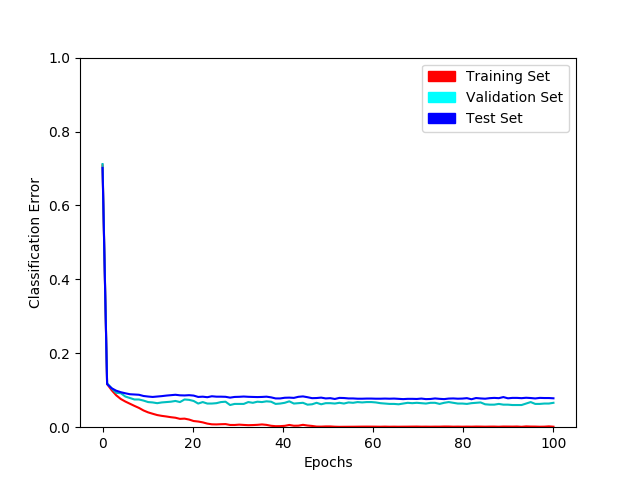 1.0
0.8
0.6
0.4
0.2
0.0
Classification Error
Training Set
Validation Set
Test Set
0 20 40 60 80 100
Epochs